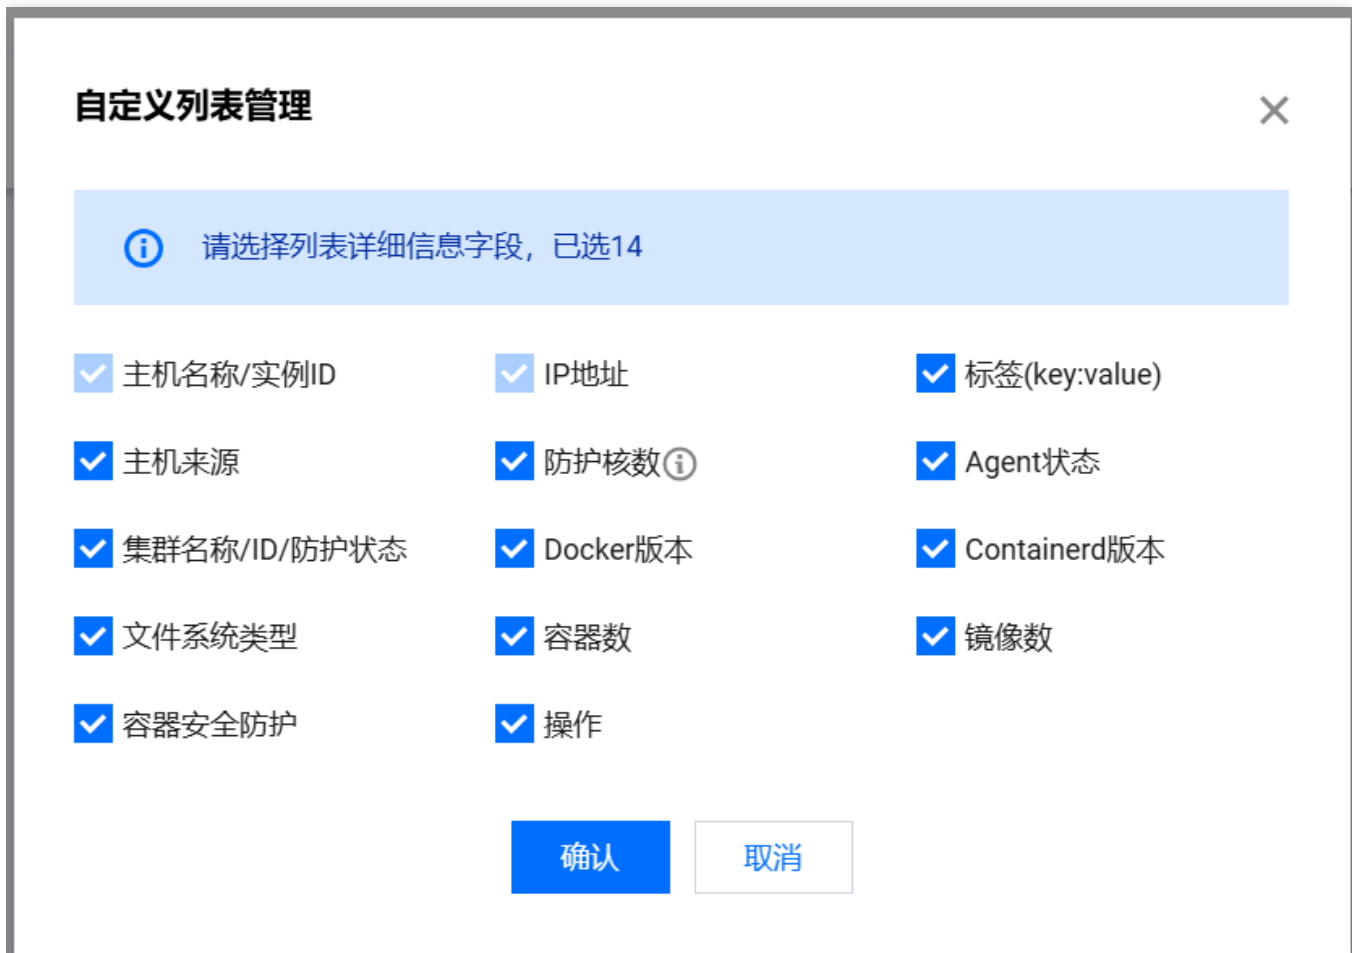 自定义列表管理
请选择列表详细信息字段，已选14
主机名称/实例ID IP地址 标签(key:value)
主机来源 防护核数 Agent状态
集群名称/ID/防护状态 Docker版本 Containerd版本
文件系统类型 容器数 镜像数
容器安全防护 操作
确认 取消